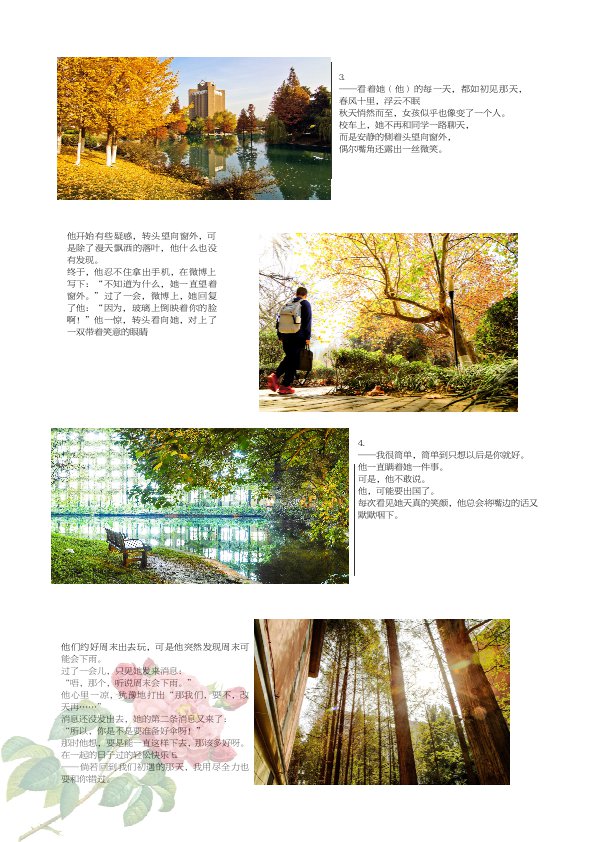 3.
——看着她（他）的每一天，都如初见那天，
春风十里，浮云不眠
秋天悄然而至，女孩似乎也像变了一个人。
校车上，她不再和同学一路聊天，
而是安静的侧着头望向窗外，
偶尔嘴角还露出一丝微笑。
他开始有些疑惑，转头望向窗外，可
是除了漫天飘洒的落叶，他什么也没
有发现。
终于，他忍不住拿出手机，在微博上
写下：“不知道为什么，她一直望着
窗外。”过了一会，微博上，她回复
了他：“因为，玻璃上倒映着你的脸
啊！”他一惊，转头看向她，对上了
一双带着笑意的眼睛
4.
——我很简单，简单到只想以后是你就好。
他一直瞒着她一件事。
可是，他不敢说。
他，可能要出国了。
每次看见她天真的笑颜，他总会将嘴边的话又
默默咽下。
他们约好周末出去玩，可是他突然发现周末可
能会下雨。
过了一会儿，只见她发来消息：
“唔，那个，听说周末会下雨。”
他心里一凉，犹豫地打出“那我们，要不，改
天再……”
消息还没发出去，她的第二条消息又来了：
“所以，你是不是要准备好伞呀！”
那时他想，要是能一直这样下去，那该多好呀。
在一起的日子过的轻松快乐
——倘若回到我们初遇的那天，我用尽全力也
要和你错过。